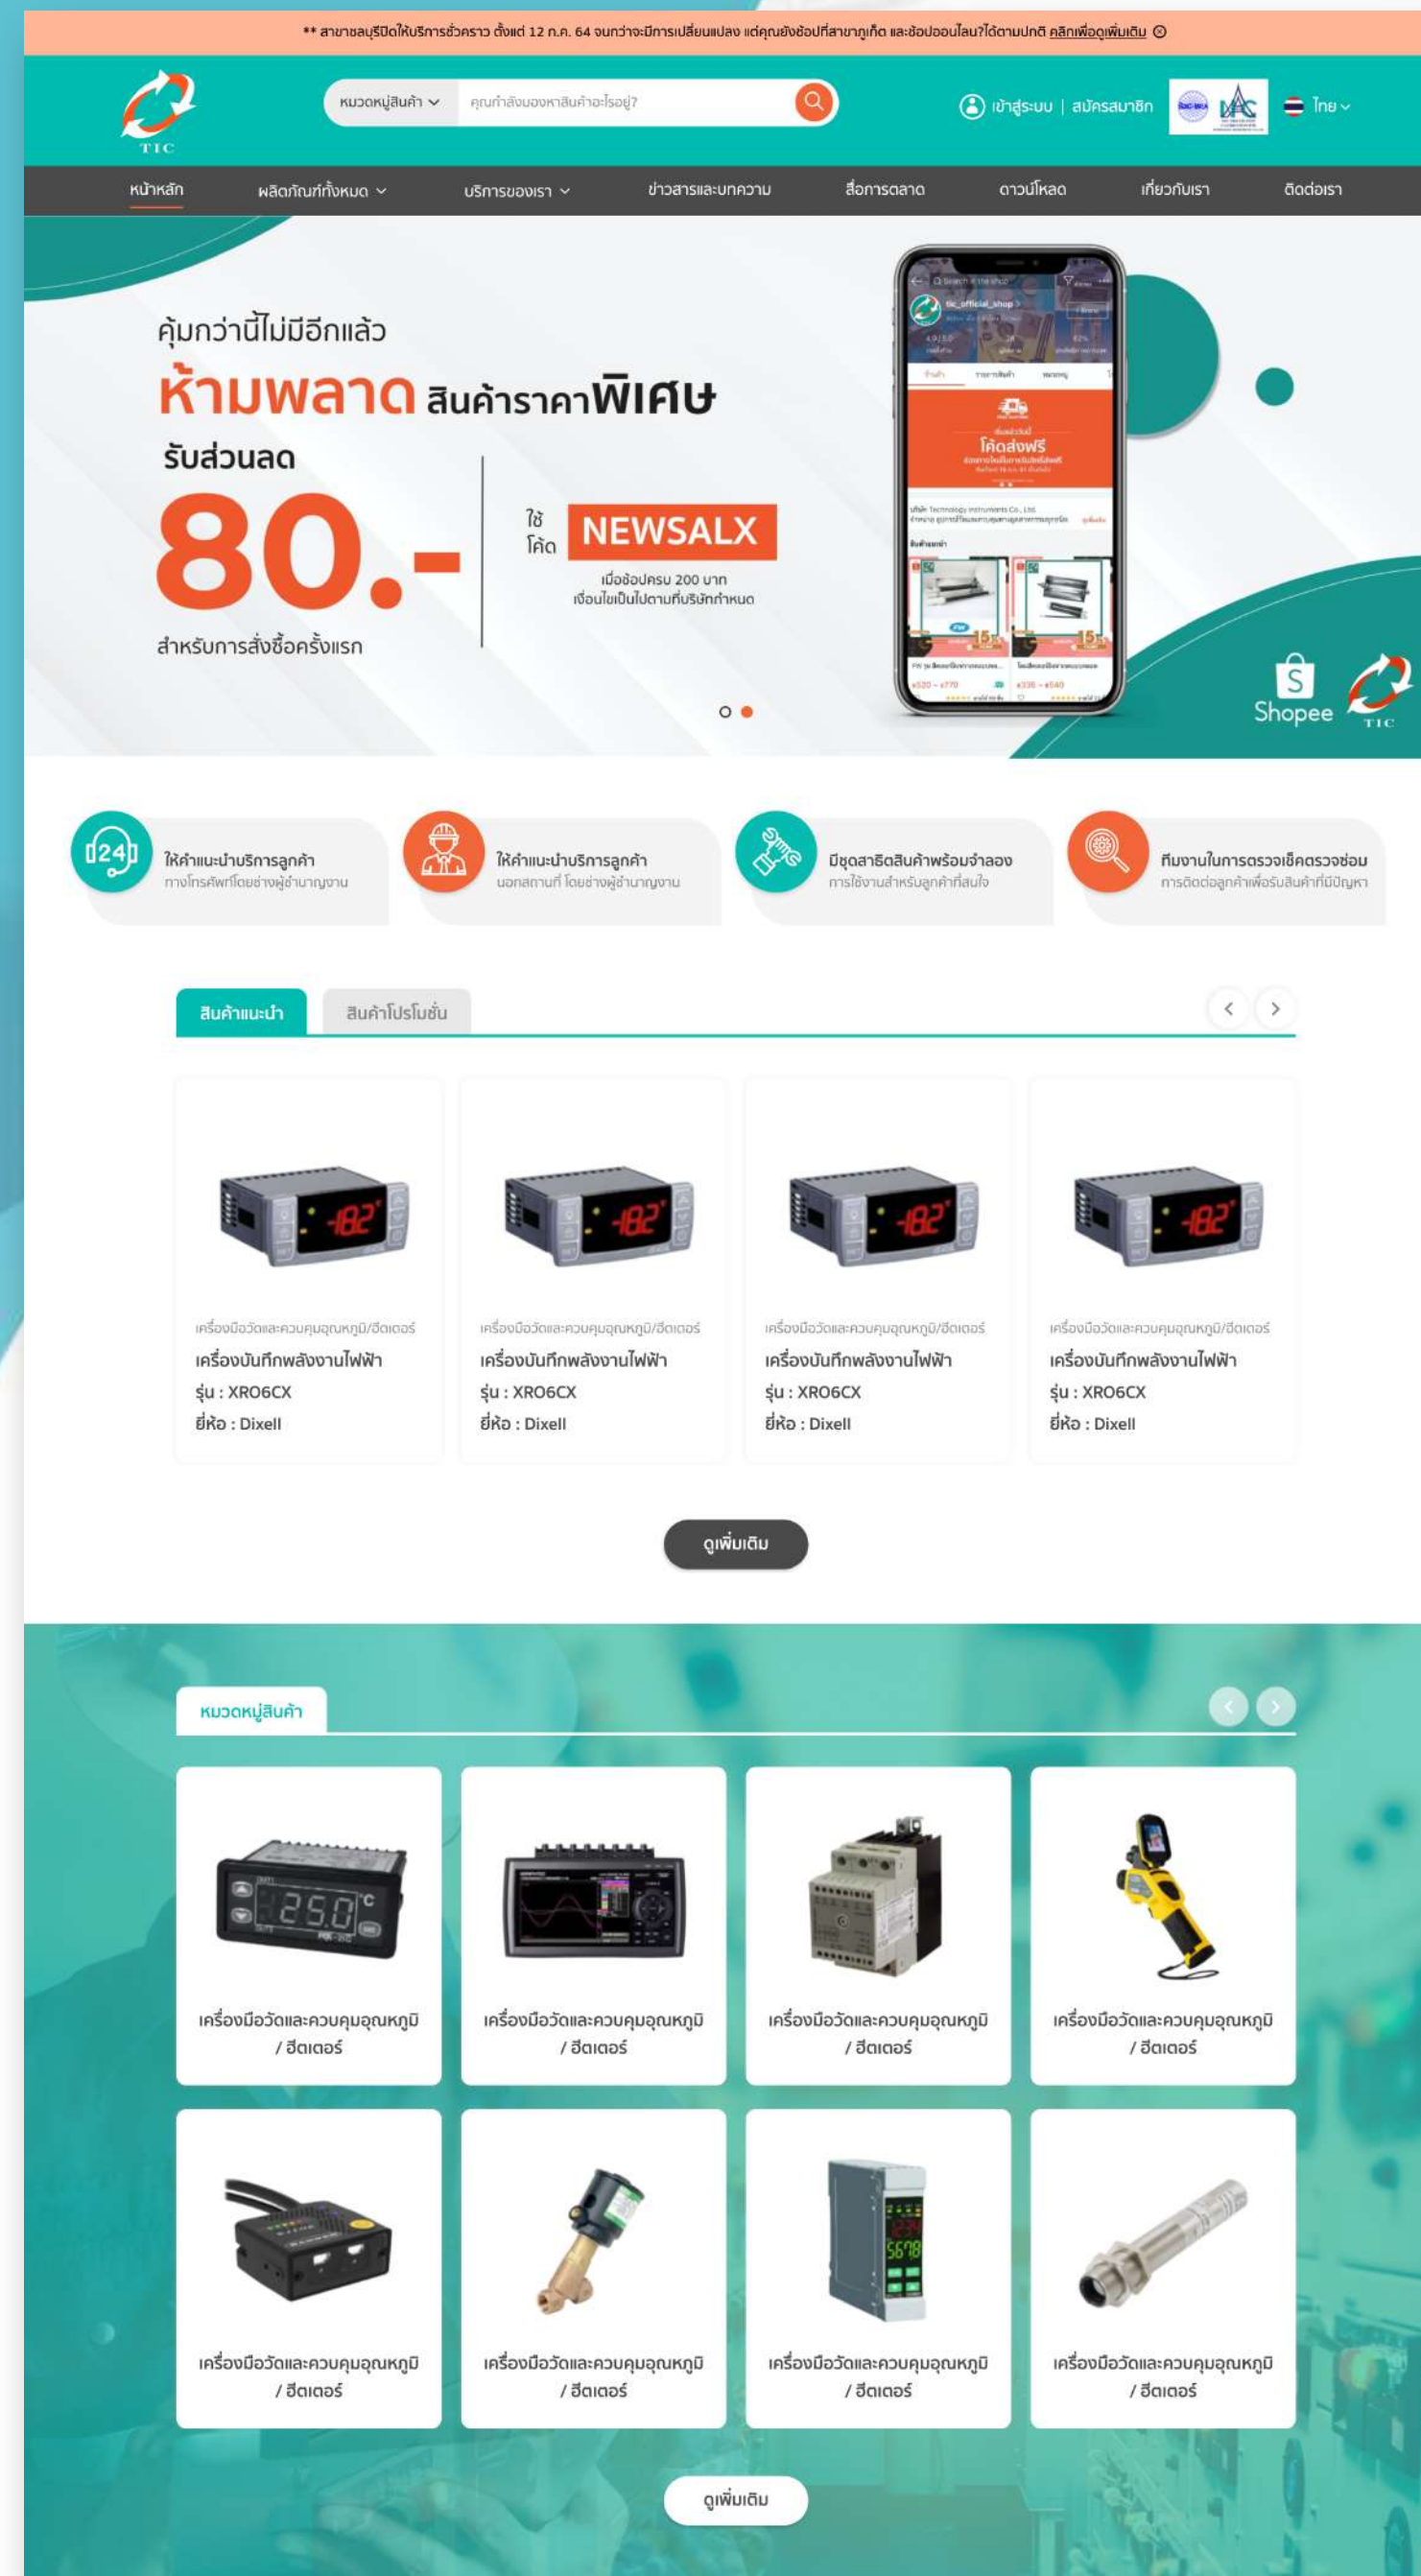 ** สาขาชลบุรีปิดให้บริการชั่วคราว ตั้งแต่ 12 ก.ค. 64 จนกว่าจะมีการเปลี่ยนแปลง แต่คุณยังช้อปที่สาขาภูเก็ต และช้อปออนไลน?ได้ตามปกติ คลิกเพื่อดูเพิ่มเติม
TIC
หมวดหมู่สินค้า
คุณกำลังมองหาสินค้าอะไรอยู่?
เข้าสู่ระบบ | สมัครสมาชิก
ไทย
หน้าหลัก
ผลิตภัณฑ์ทั้งหมด
บริการของเรา
ข่าวสารและบทความ
สื่อการตลาด
ดาวน์โหลด
เกี่ยวกับเรา
ติดต่อเรา
คุ้มกว่านี้ไม่มีอีกแล้ว
ห้ามพลาด สินค้าราคาพิเศษ
รับส่วนลด
80.-
ใช้
โค้ด
NEWSALX
เมื่อช้อปครบ 200 บาท
เงื่อนไขเป็นไปตามที่บริษัทกำหนด
สำหรับการสั่งซื้อครั้งแรก
Search in the shop
tic_official_shop
โค้ดส่งฟรี
Shopee
TIC
24
ให้คำแนะนำบริการลูกค้า
ทางโทรศัพท์โดยช่างผู้ชำนาญงาน
ให้คำแนะนำบริการลูกค้า
นอกสถานที่ โดยช่างผู้ชำนาญงาน
มีชุดสาธิตสินค้าพร้อมจำลอง
การใช้งานสำหรับลูกค้าที่สนใจ
ทีมงานในการตรวจเช็คตรวจซ่อม
การติดต่อลูกค้าเพื่อรับสินค้าที่มีปัญหา
สินค้าแนะนำ
สินค้าโปรโมชั่น
-18.2°
-18.2°
-18.2°
-18.2°
เครื่องมือวัดและควบคุมอุณหภูมิ/ฮีตเตอร์
เครื่องบันทึกพลังงานไฟฟ้า
รุ่น : XRO6CX
ยี่ห้อ : Dixell
เครื่องมือวัดและควบคุมอุณหภูมิ/ฮีตเตอร์
เครื่องบันทึกพลังงานไฟฟ้า
รุ่น : XRO6CX
ยี่ห้อ : Dixell
เครื่องมือวัดและควบคุมอุณหภูมิ/ฮีตเตอร์
เครื่องบันทึกพลังงานไฟฟ้า
รุ่น : XRO6CX
ยี่ห้อ : Dixell
เครื่องมือวัดและควบคุมอุณหภูมิ/ฮีตเตอร์
เครื่องบันทึกพลังงานไฟฟ้า
รุ่น : XRO6CX
ยี่ห้อ : Dixell
ดูเพิ่มเติม
หมวดหมู่สินค้า
25.0 °C
เครื่องมือวัดและควบคุมอุณหภูมิ
/ ฮีตเตอร์
เครื่องมือวัดและควบคุมอุณหภูมิ
/ ฮีตเตอร์
เครื่องมือวัดและควบคุมอุณหภูมิ
/ ฮีตเตอร์
เครื่องมือวัดและควบคุมอุณหภูมิ
/ ฮีตเตอร์
1234
5678
เครื่องมือวัดและควบคุมอุณหภูมิ
/ ฮีตเตอร์
เครื่องมือวัดและควบคุมอุณหภูมิ
/ ฮีตเตอร์
เครื่องมือวัดและควบคุมอุณหภูมิ
/ ฮีตเตอร์
เครื่องมือวัดและควบคุมอุณหภูมิ
/ ฮีตเตอร์
ดูเพิ่มเติม